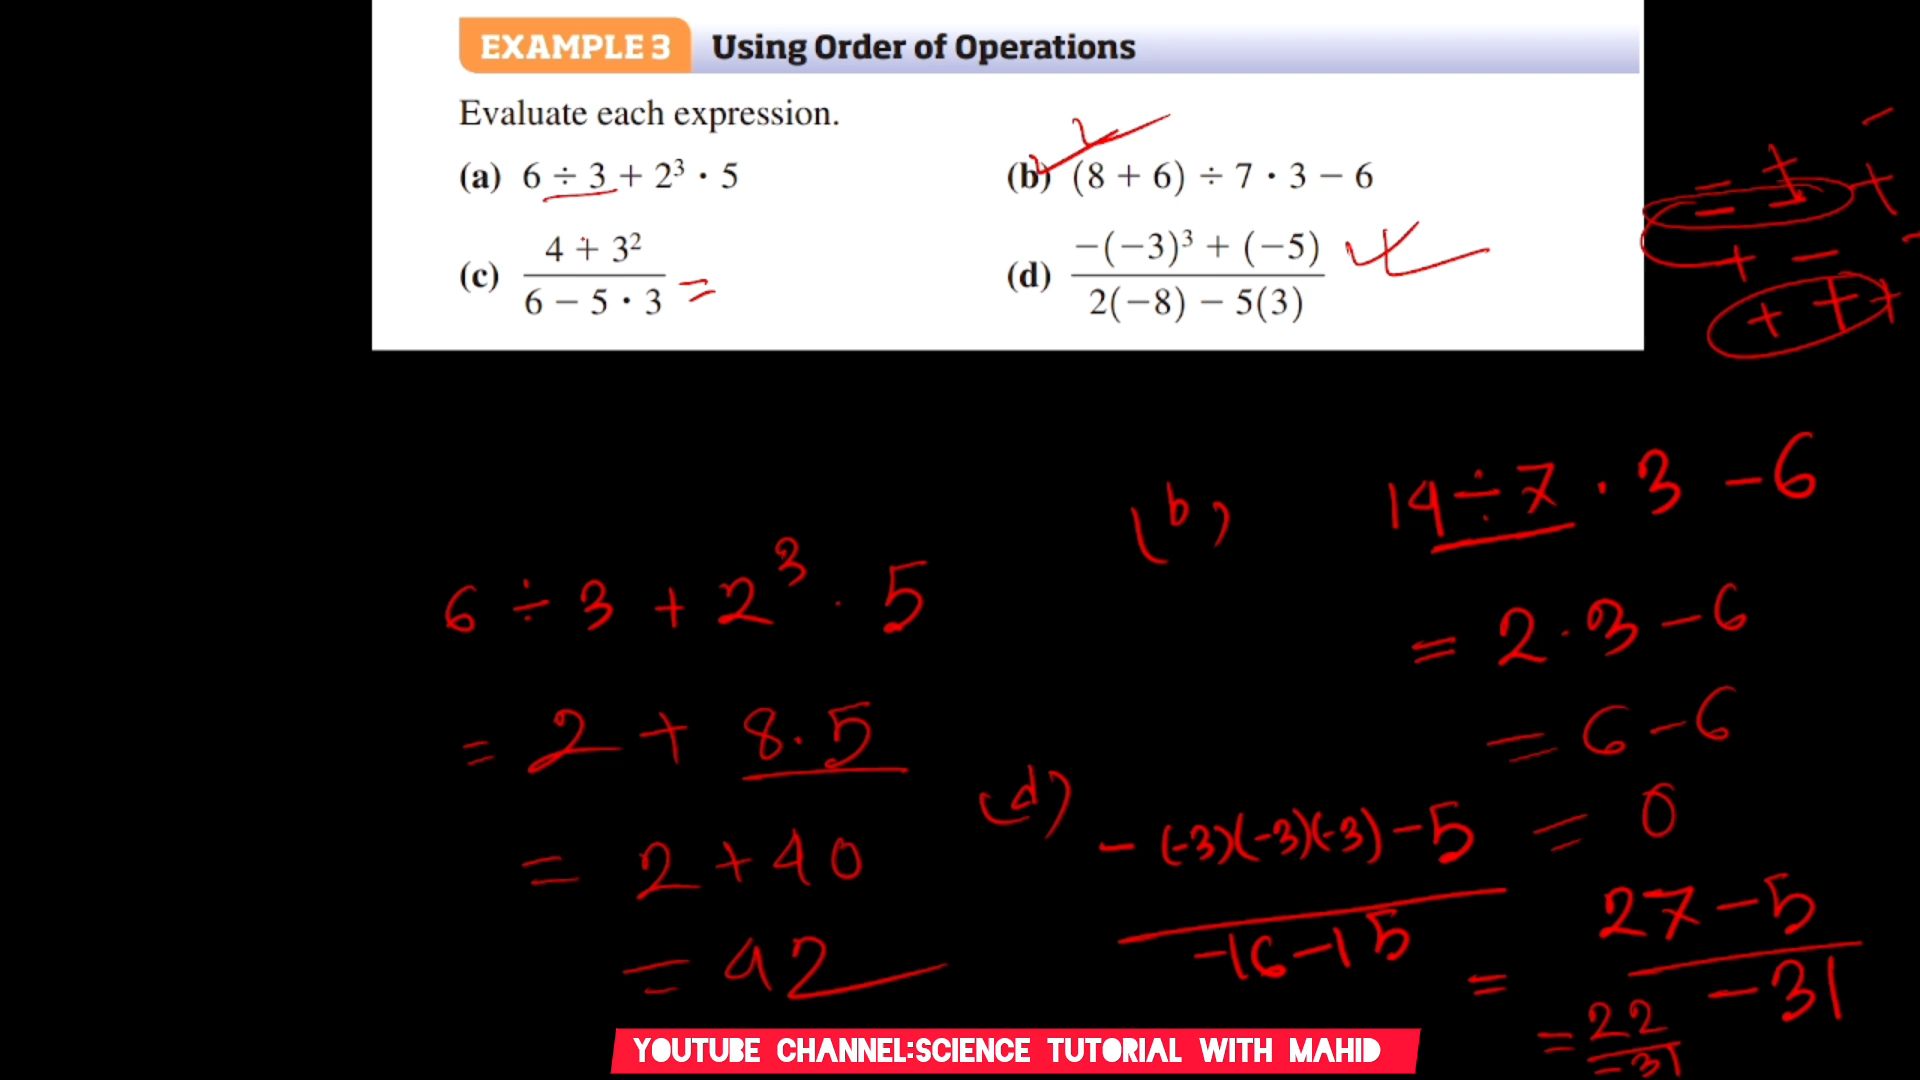 EXAMPLE 3 Using Order of Operations
Evaluate each expression.
(a) 6 ÷ 3 + 2³ · 5
(b) (8 + 6) ÷ 7 · 3 − 6
(c) (4 + 3²)/(6 − 5 · 3) =
(d) (−(−3)³ + (−5))/(2(−8) − 5(3))
6 ÷ 3 + 2³ · 5
= 2 + 8.5
= 2 + 40
= 42
(b) 14 ÷ 7 · 3 − 6
= 2 · 3 − 6
= 6 − 6
= 0
(d) − (−3)(−3)(−3) − 5
−16 − 15
= 27 − 5
− 31
= 22
− 31
YOUTUBE CHANNEL:SCIENCE TUTORIAL WITH MAHID